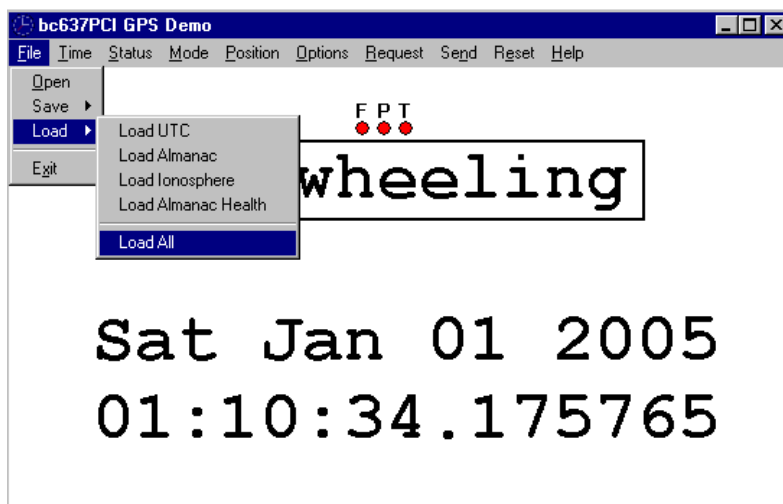 bc637PCI GPS Demo
File Time Status Mode Position Options Request Send Reset Help
Open
Save
Load
Exit
Load UTC
Load Almanac
Load Ionosphere
Load Almanac Health
Load All
F P T
wheeling
Sat Jan 01 2005
01:10:34.175765